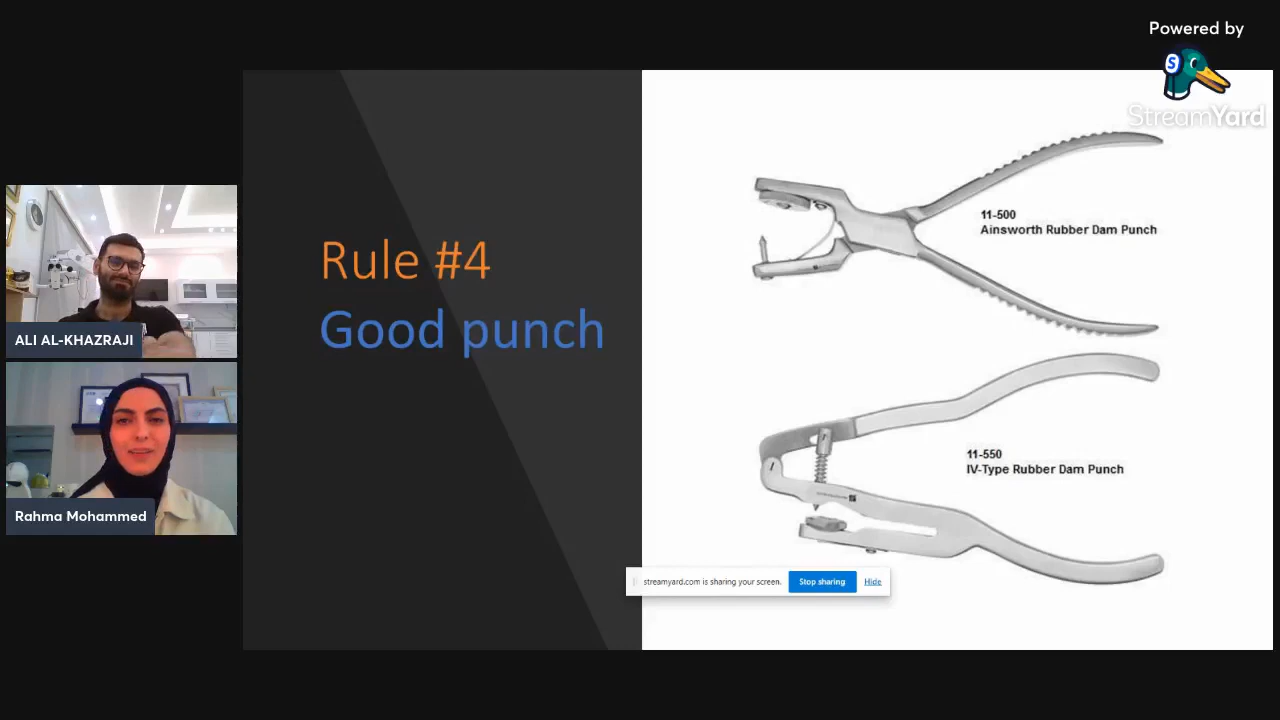 Powered by
StreamYard
ALI AL-KHAZRAJI
Rahma Mohammed
Rule #4
Good punch
11-500
Ainsworth Rubber Dam Punch
11-550
IV-Type Rubber Dam Punch
streamyard.com is sharing your screen.
Stop sharing
Hide